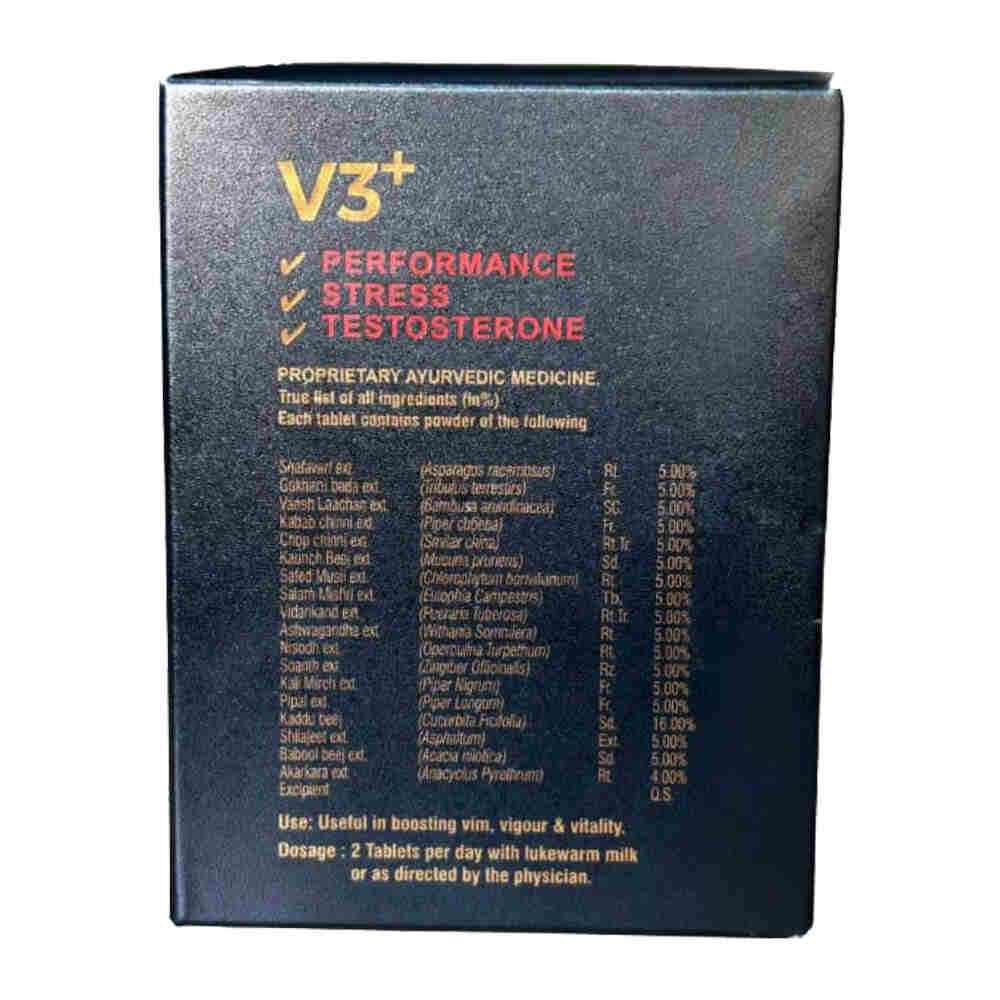 V3+
✓ PERFORMANCE
✓ STRESS
✓ TESTOSTERONE
PROPRIETARY AYURVEDIC MEDICINE.
True list of all ingredients (in%)
Each tablet contains powder of the following
Shatavari ext. (Asparagus racemosus) Rt. 5.00%
Gokharu bada ext. (Tribulus terrestris) Fr. 5.00%
Vansh Laachan ext. (Bambusa arundinacea) SC. 5.00%
Kabab chinni ext. (Piper cubeba) Fr. 5.00%
Chop chinni ext. (Smilax china) Rt.Tr. 5.00%
Kaunch Beej ext. (Mucuna pruriens) Sd. 5.00%
Safed Musli ext. (Chlorophytum borivilianum) Rt. 5.00%
Salam Mishri ext. (Eulophia Campestris) Tb. 5.00%
Vidarikand ext. (Pueraria Tuberosa) Rt.Tr. 5.00%
Ashwagandha ext. (Withania Somnifera) Rt. 5.00%
Nisodh ext. (Operculina Turpethum) Rt. 5.00%
Soanth ext. (Zingiber Officinalis) Rz. 5.00%
Kali Mirch ext. (Piper Nigrum) Fr. 5.00%
Pipal ext. (Piper Longum) Fr. 5.00%
Kaddu beej (Cucurbita Ficifolia) Sd. 16.00%
Shilajeet ext. (Asphaltum) Ext. 5.00%
Babool beej ext. (Acacia nilotica) Sd. 5.00%
Akarkara ext. (Anacyclus Pyrethrum) Rt. 4.00%
Excipient Q.S.
Use: Useful in boosting vim, vigour & vitality.
Dosage : 2 Tablets per day with lukewarm milk
or as directed by the physician.